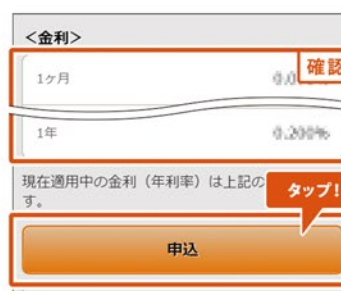 <金利>
確認
1ヶ月
1年
0.200%
現在適用中の金利（年利率）は上記の
す。
タップ!
申込